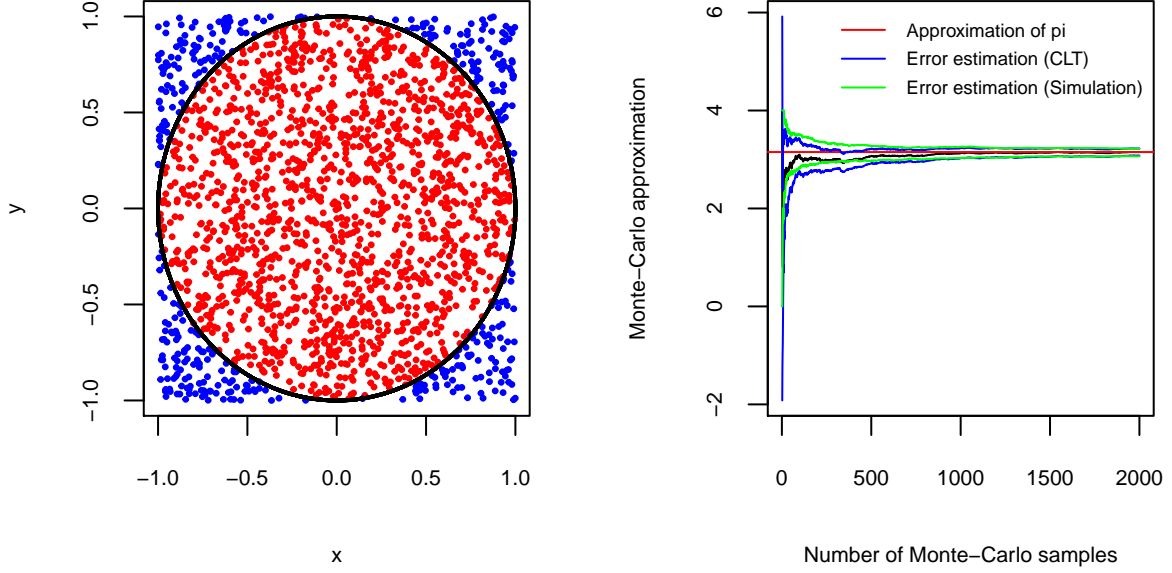 1.0
0.5
0.0
−0.5
−1.0
y
−1.0 −0.5 0.0 0.5 1.0
x
6
4
2
0
−2
Monte−Carlo approximation
Approximation of pi
Error estimation (CLT)
Error estimation (Simulation)
0 500 1000 1500 2000
Number of Monte−Carlo samples